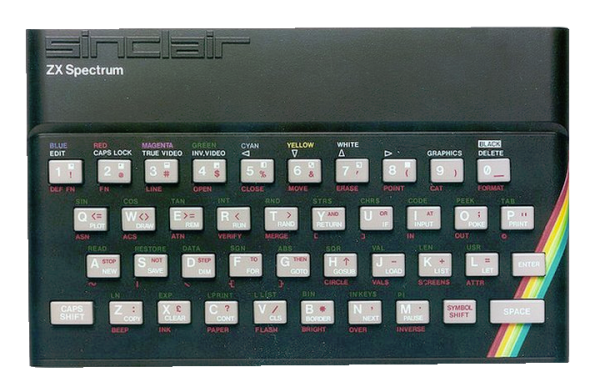 sinclair
ZX Spectrum
BLUE RED MAGENTA GREEN CYAN YELLOW WHITE BLACK
EDIT CAPS LOCK TRUE VIDEO INV.VIDEO GRAPHICS DELETE
1 ! 2 @ 3 # 4 $ 5 % 6 & 7 ' 8 ( 9 ) 0 _
DEF FN FN LINE OPEN CLOSE MOVE ERASE POINT CAT FORMAT
SIN COS TAN INT RND STR$ CHR$ CODE PEEK TAB
Q <= W <> E >= R < T > Y AND U OR I AT O ; P "
PLOT DRAW REM RUN RAND RETURN IF INPUT POKE PRINT
ASN ACS ATN VERIFY MERGE [ ] IN OUT ©
READ RESTORE DATA SGN ABS SQR VAL LEN USR
A STOP S NOT D STEP F TO G THEN H ↑ J - K + L = ENTER
NEW SAVE DIM FOR GOTO GOSUB LOAD LIST LET
~ | \ { } CIRCLE VAL$ SCREEN$ ATTR
LN EXP LPRINT LLIST BIN INKEY$ PI
CAPS SHIFT Z : X £ C ? V / B * N , M . SYMBOL SHIFT SPACE
COPY CLEAR CONT CLS BORDER NEXT PAUSE
BEEP INK PAPER FLASH BRIGHT OVER INVERSE